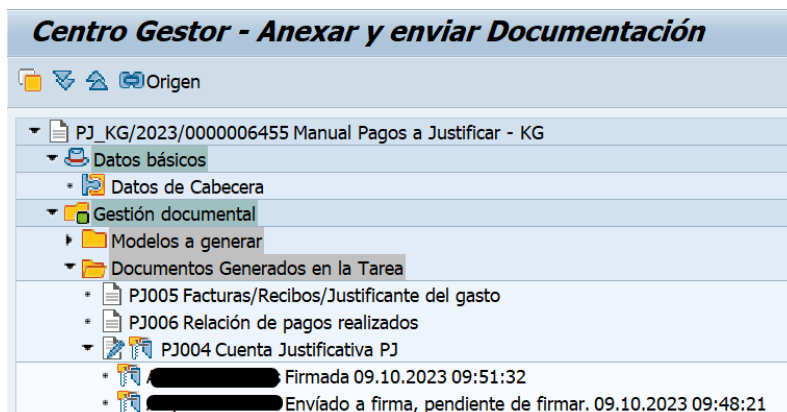 Centro Gestor - Anexar y enviar Documentación
Origen
PJ_KG/2023/0000006455 Manual Pagos a Justificar - KG
Datos básicos
Datos de Cabecera
Gestión documental
Modelos a generar
Documentos Generados en la Tarea
PJ005 Facturas/Recibos/Justificante del gasto
PJ006 Relación de pagos realizados
PJ004 Cuenta Justificativa PJ
Firmada 09.10.2023 09:51:32
Envíado a firma, pendiente de firmar. 09.10.2023 09:48:21